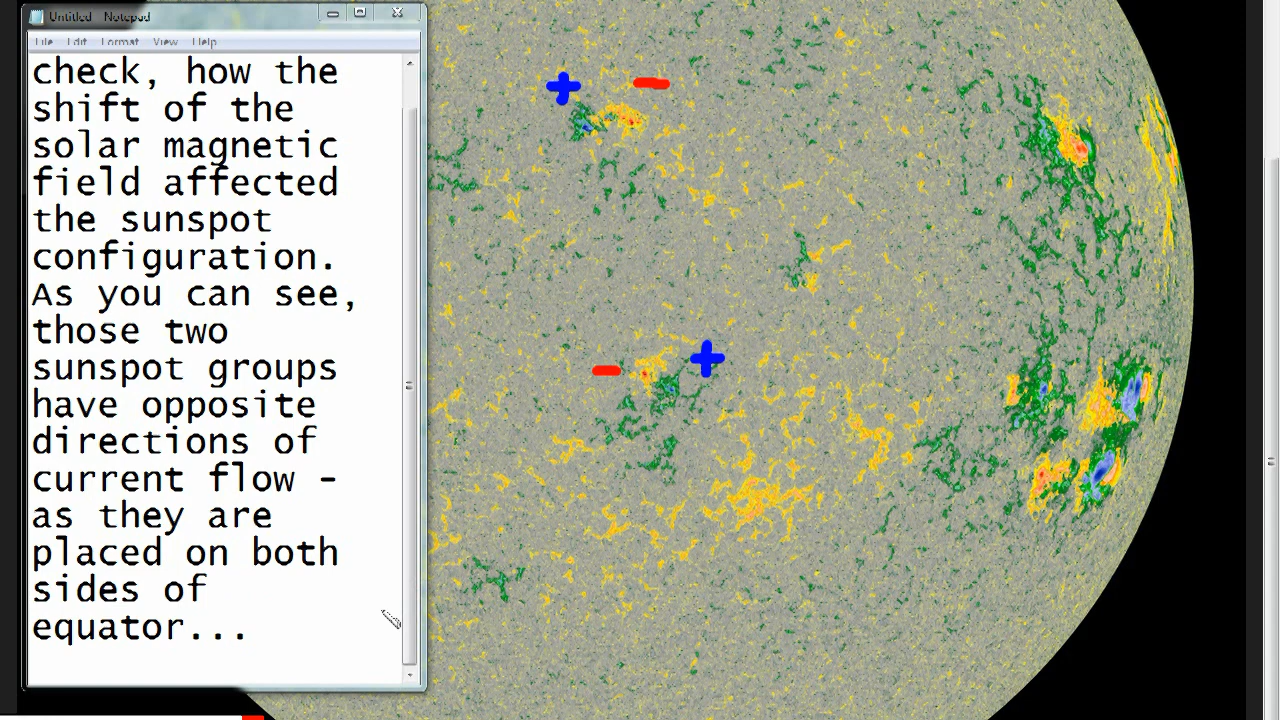 Untitled - Notepad
File Edit Format View Help
check, how the
shift of the
solar magnetic
field affected
the sunspot
configuration.
As you can see,
those two
sunspot groups
have opposite
directions of
current flow -
as they are
placed on both
sides of
equator...
+ -
- +